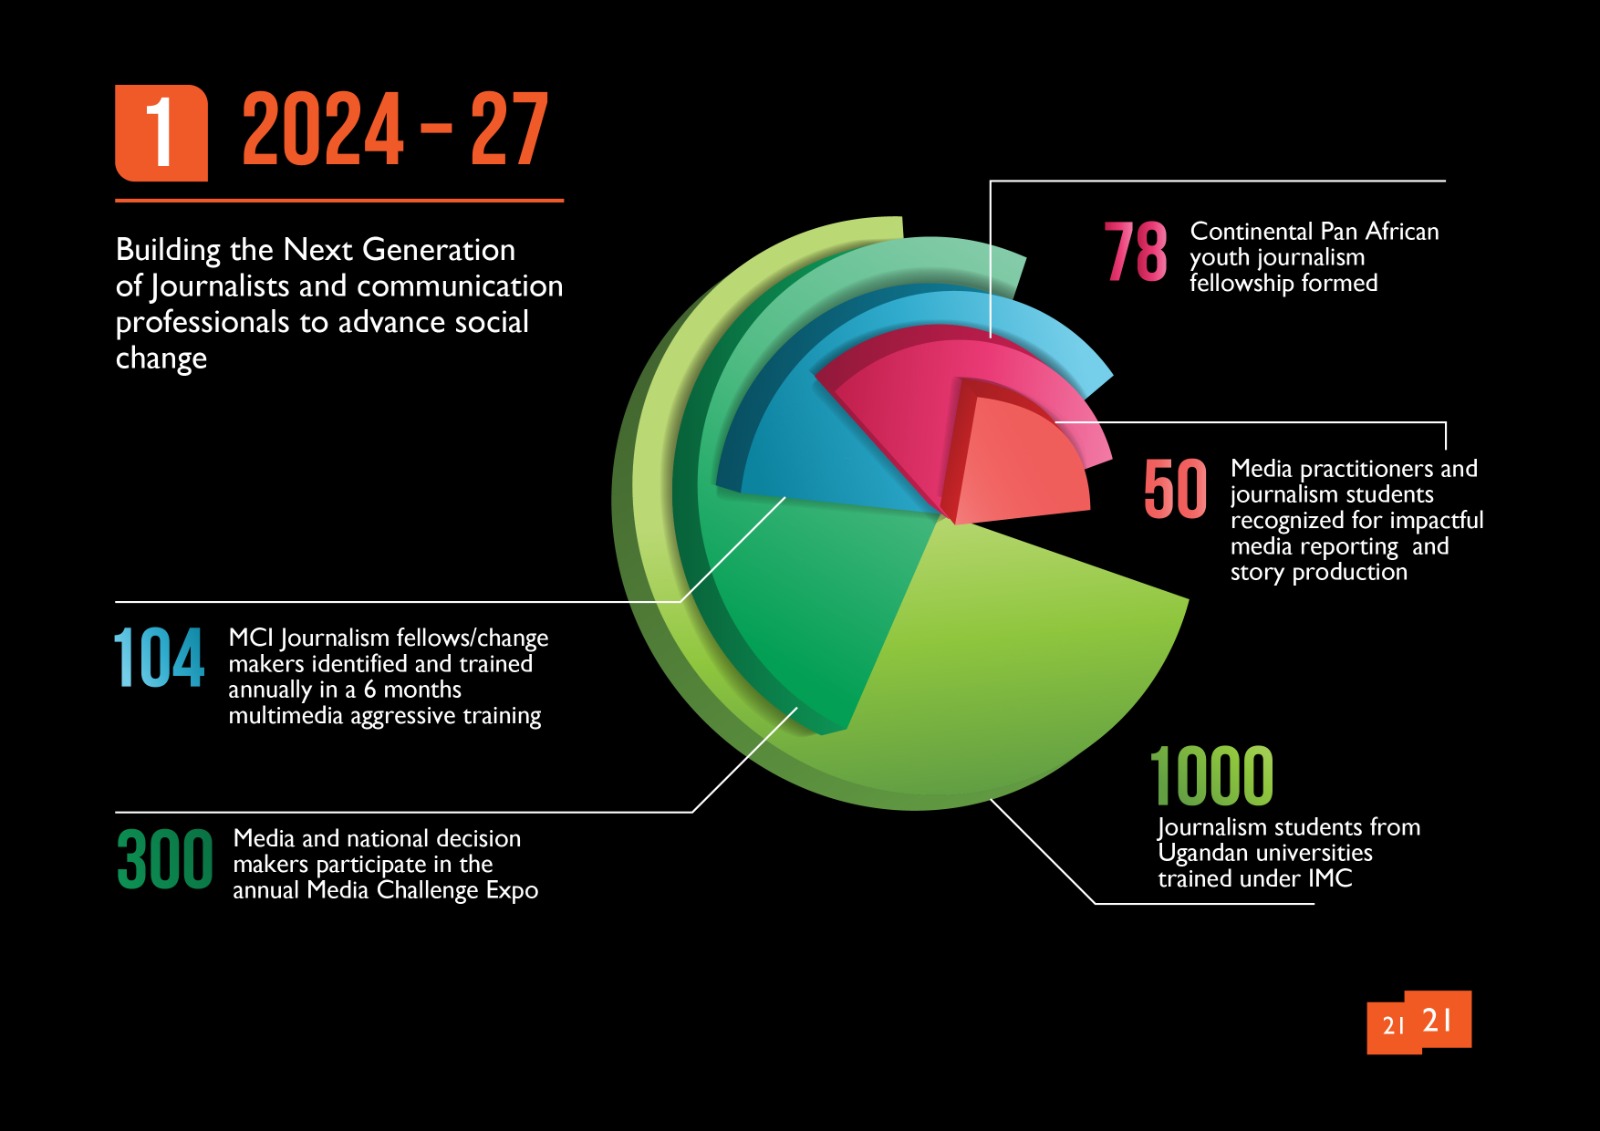 1 2024 – 27
Building the Next Generation
of Journalists and communication
professionals to advance social
change
78
Continental Pan African
youth journalism
fellowship formed
50
Media practitioners and
journalism students
recognized for impactful
media reporting  and
story production
104
MCI Journalism fellows/change
makers identified and trained
annually in a 6 months
multimedia aggressive training
1000
Journalism students from
Ugandan universities
trained under IMC
300
Media and national decision
makers participate in the
annual Media Challenge Expo
21 21